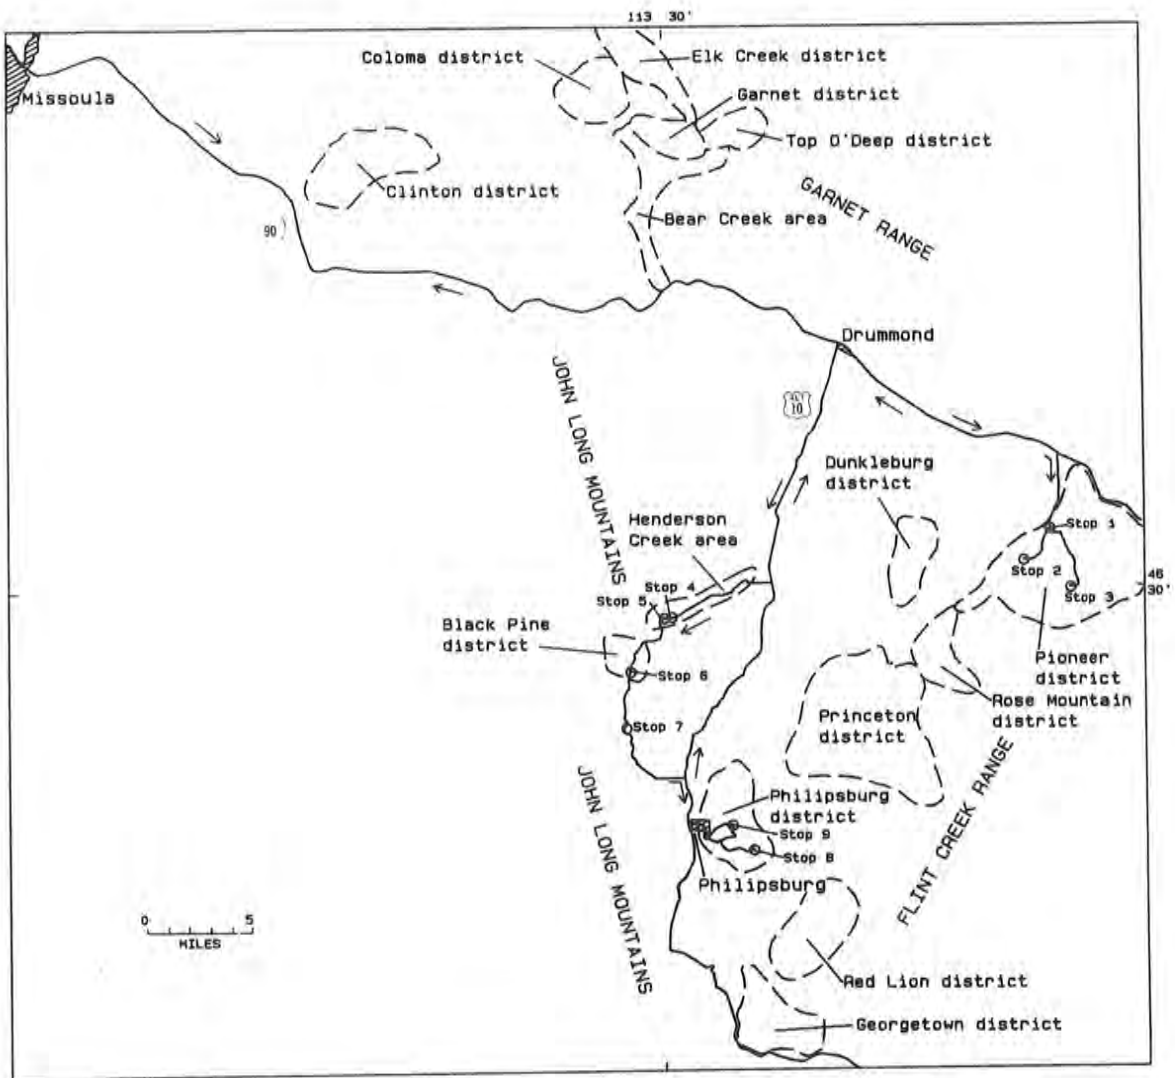 113 30'
Coloma district
Elk Creek district
Missoula
Garnet district
Top O'Deep district
Clinton district
GARNET RANGE
Bear Creek area
90
Drummond
JOHN LONG MOUNTAINS
10
Dunkleburg
district
Henderson
Creek area
Stop 1
Stop 2
Stop 3
46
30'
Stop 4
Stop 5
Black Pine
district
Stop 6
Pioneer
district
Rose Mountain
district
Princeton
district
Stop 7
FLINT CREEK RANGE
JOHN LONG MOUNTAINS
Philipsburg
district
Stop 9
Stop 8
Philipsburg
0 5
MILES
Red Lion district
Georgetown district